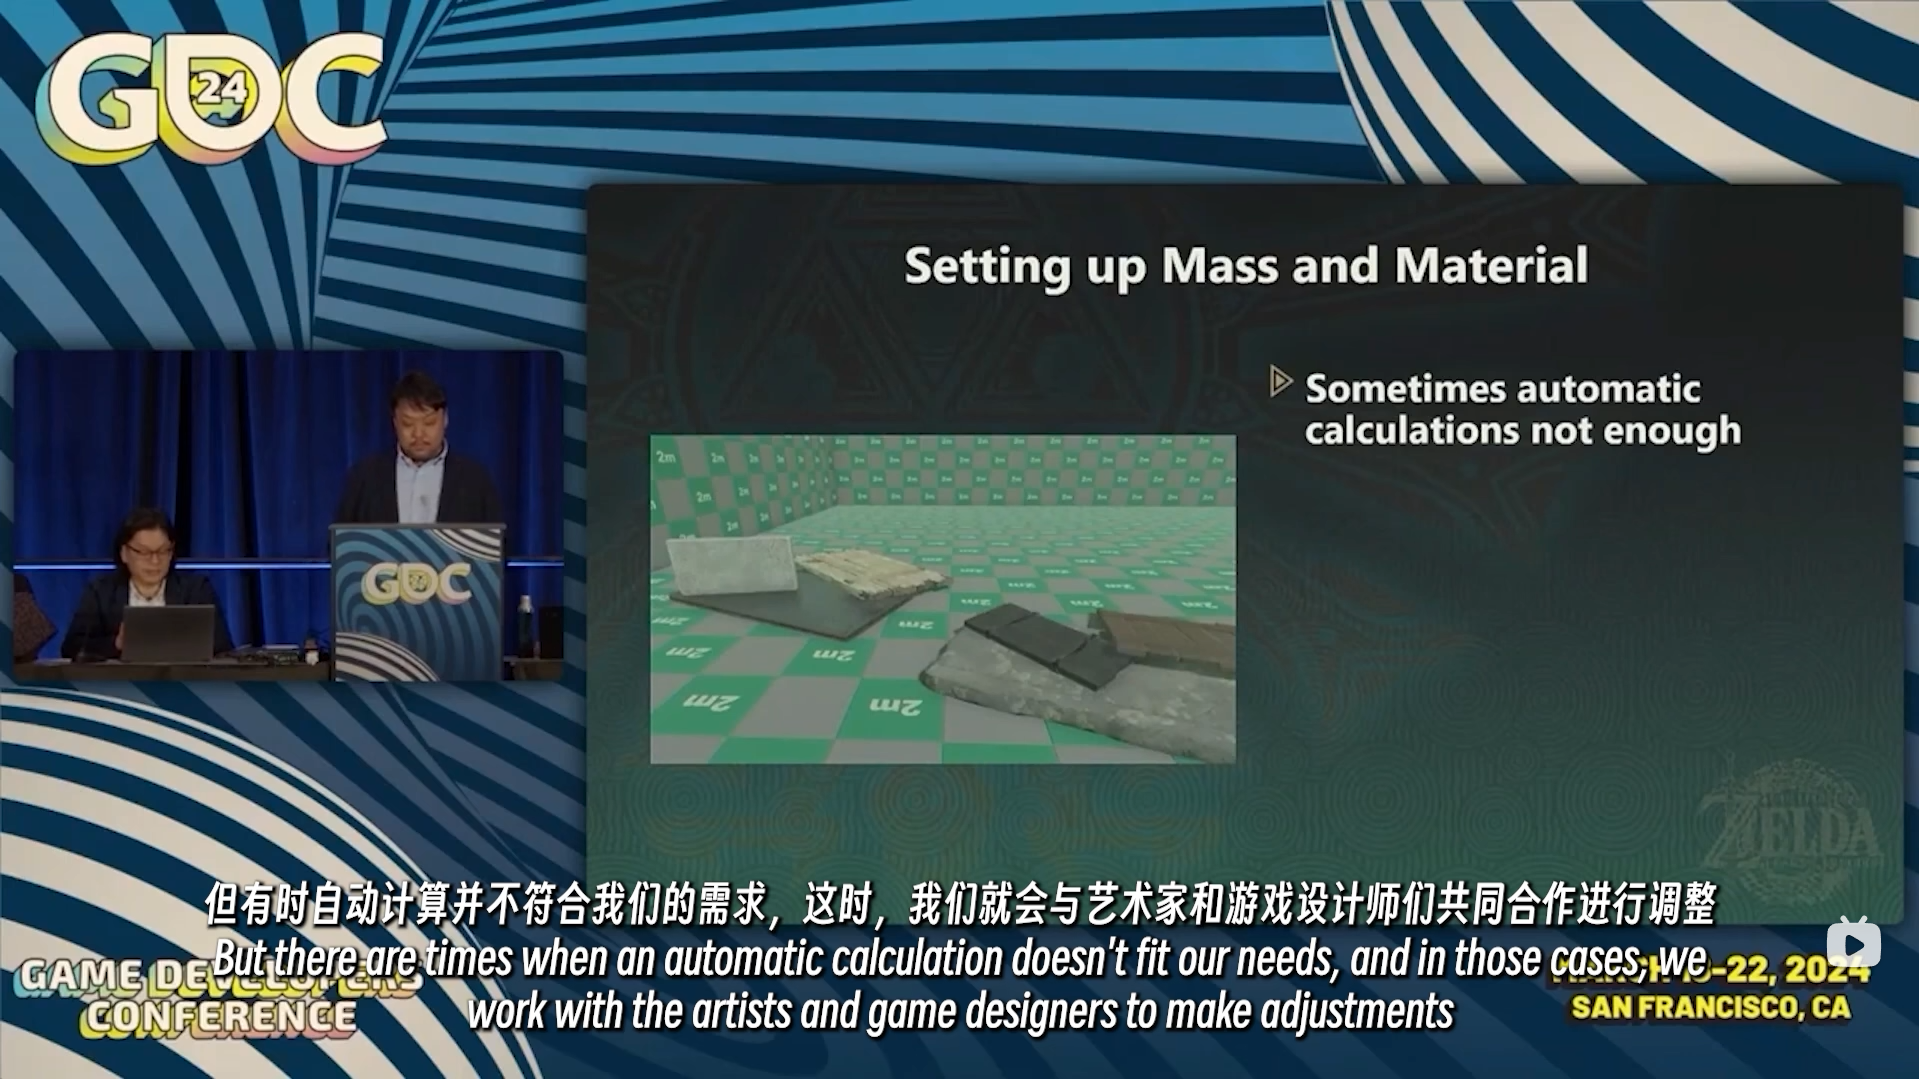 GDC
24
Setting up Mass and Material
Sometimes automatic
calculations not enough
2m 2m 2m
2m 2m
2m
2m
2m 2m
GDC
ZELDA
但有时自动计算并不符合我们的需求，这时，我们就会与艺术家和游戏设计师们共同合作进行调整
But there are times when an automatic calculation doesn't fit our needs, and in those cases, we
work with the artists and game designers to make adjustments
GAME DEVELOPERS
CONFERENCE
MARCH 18-22, 2024
SAN FRANCISCO, CA